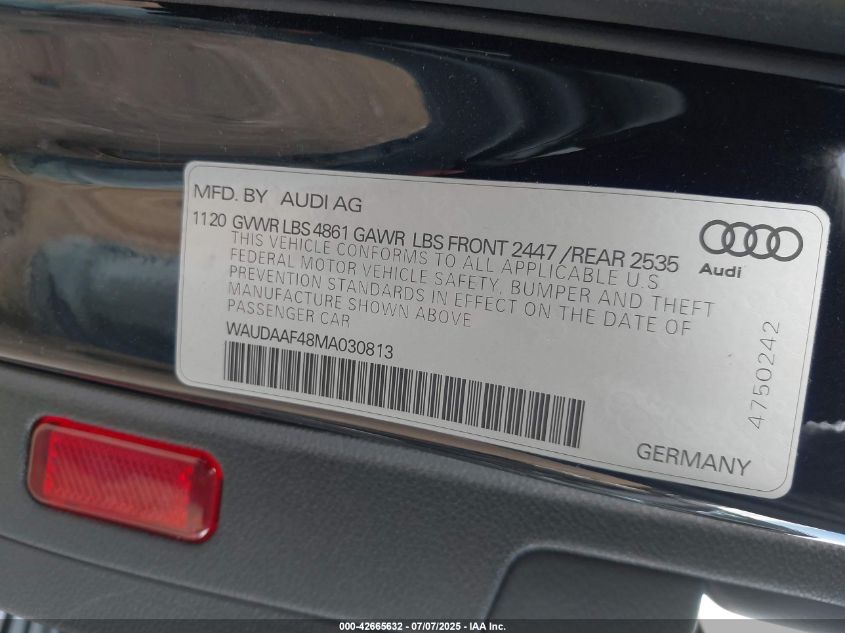 MFD. BY AUDI AG
1120 GVWR LBS 4861 GAWR LBS FRONT 2447 /REAR 2535
THIS VEHICLE CONFORMS TO ALL APPLICABLE U.S
FEDERAL MOTOR VEHICLE SAFETY, BUMPER AND THEFT
PREVENTION STANDARDS IN EFFECT ON THE DATE OF
MANUFACTURE SHOWN ABOVE
PASSENGER CAR
WAUDAAF48MA030813
Audi
4750242
GERMANY
000-42665632 - 07/07/2025 - IAA Inc.